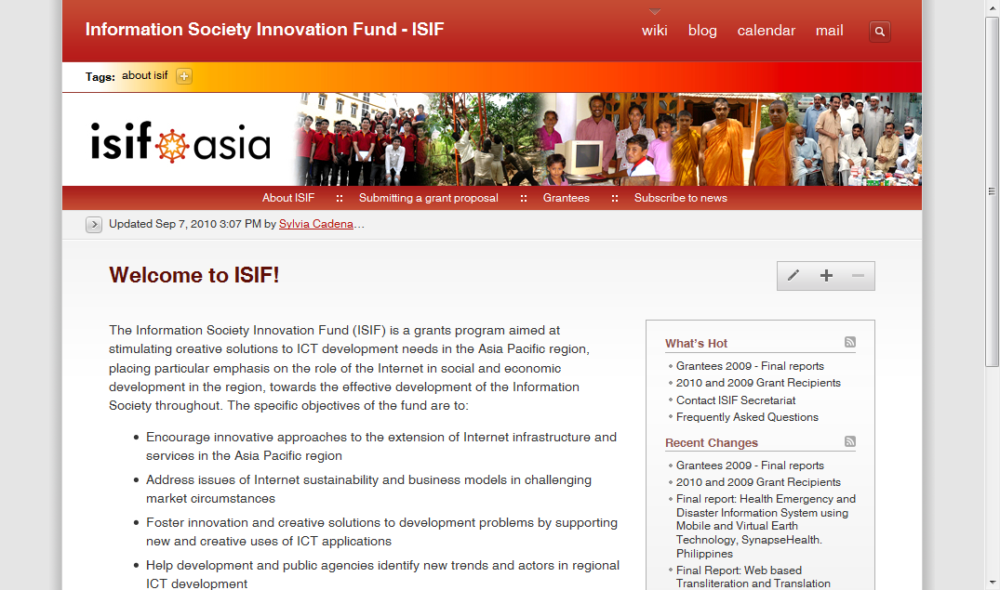 Information Society Innovation Fund - ISIF
wiki blog calendar mail
Tags: about isif
isif asia
About ISIF :: Submitting a grant proposal :: Grantees :: Subscribe to news
Updated Sep 7, 2010 3:07 PM by Sylvia Cadena…
Welcome to ISIF!
The Information Society Innovation Fund (ISIF) is a grants program aimed at
stimulating creative solutions to ICT development needs in the Asia Pacific region,
placing particular emphasis on the role of the Internet in social and economic
development in the region, towards the effective development of the Information
Society throughout. The specific objectives of the fund are to:
• Encourage innovative approaches to the extension of Internet infrastructure and
services in the Asia Pacific region
• Address issues of Internet sustainability and business models in challenging
market circumstances
• Foster innovation and creative solutions to development problems by supporting
new and creative uses of ICT applications
• Help development and public agencies identify new trends and actors in regional
ICT development
What's Hot
• Grantees 2009 - Final reports
• 2010 and 2009 Grant Recipients
• Contact ISIF Secretariat
• Frequently Asked Questions
Recent Changes
• Grantees 2009 - Final reports
• 2010 and 2009 Grant Recipients
• Final report: Health Emergency and
Disaster Information System using
Mobile and Virtual Earth
Technology, SynapseHealth.
Philippines
• Final Report: Web based
Transliteration and Translation